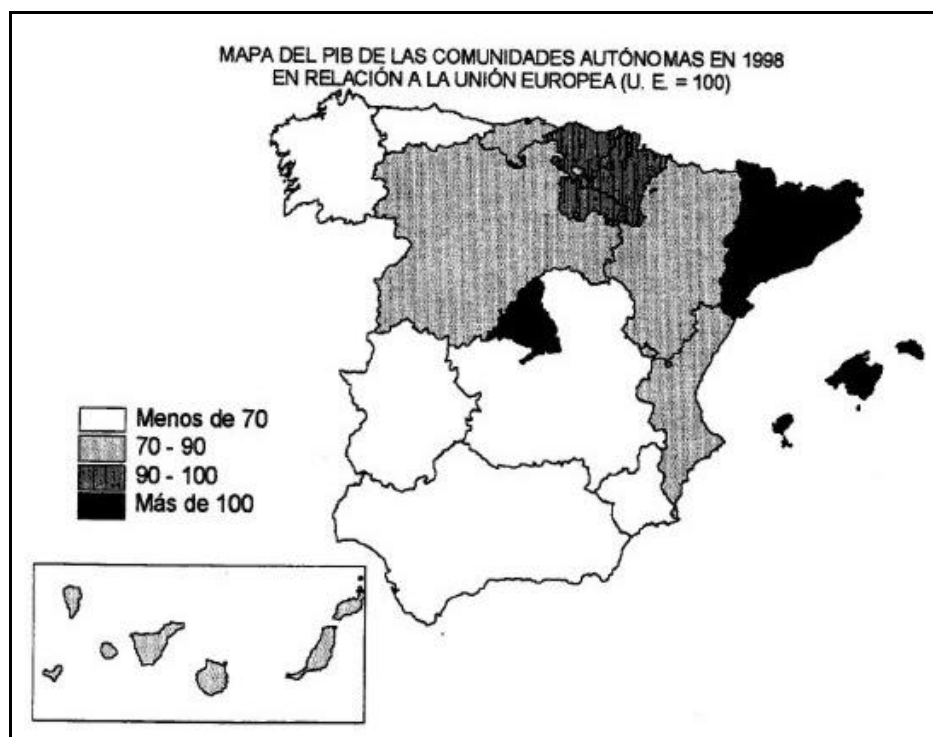 MAPA DEL PIB DE LAS COMUNIDADES AUTÓNOMAS EN 1998
EN RELACIÓN A LA UNIÓN EUROPEA (U. E. = 100)
Menos de 70
70 - 90
90 - 100
Más de 100